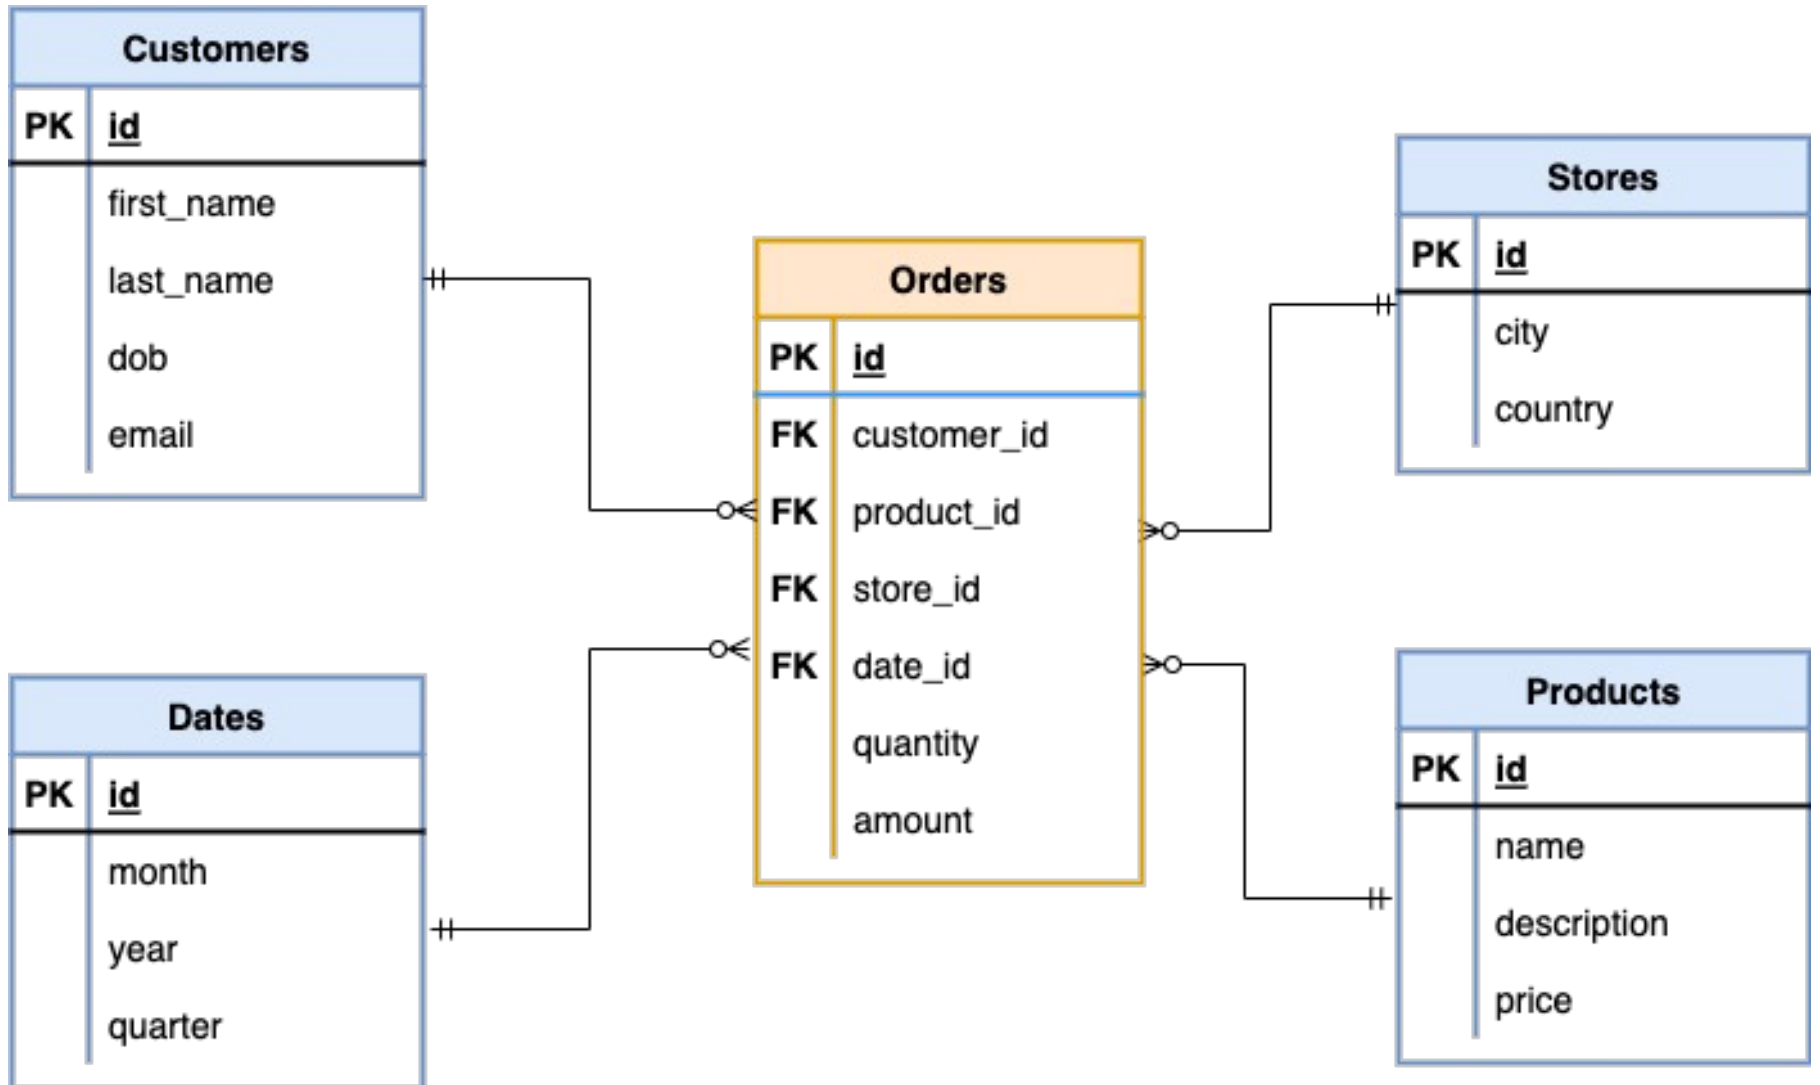 Customers
PK id
first_name
last_name
dob
email
Dates
PK id
month
year
quarter
Orders
PK id
FK customer_id
FK product_id
FK store_id
FK date_id
quantity
amount
Stores
PK id
city
country
Products
PK id
name
description
price